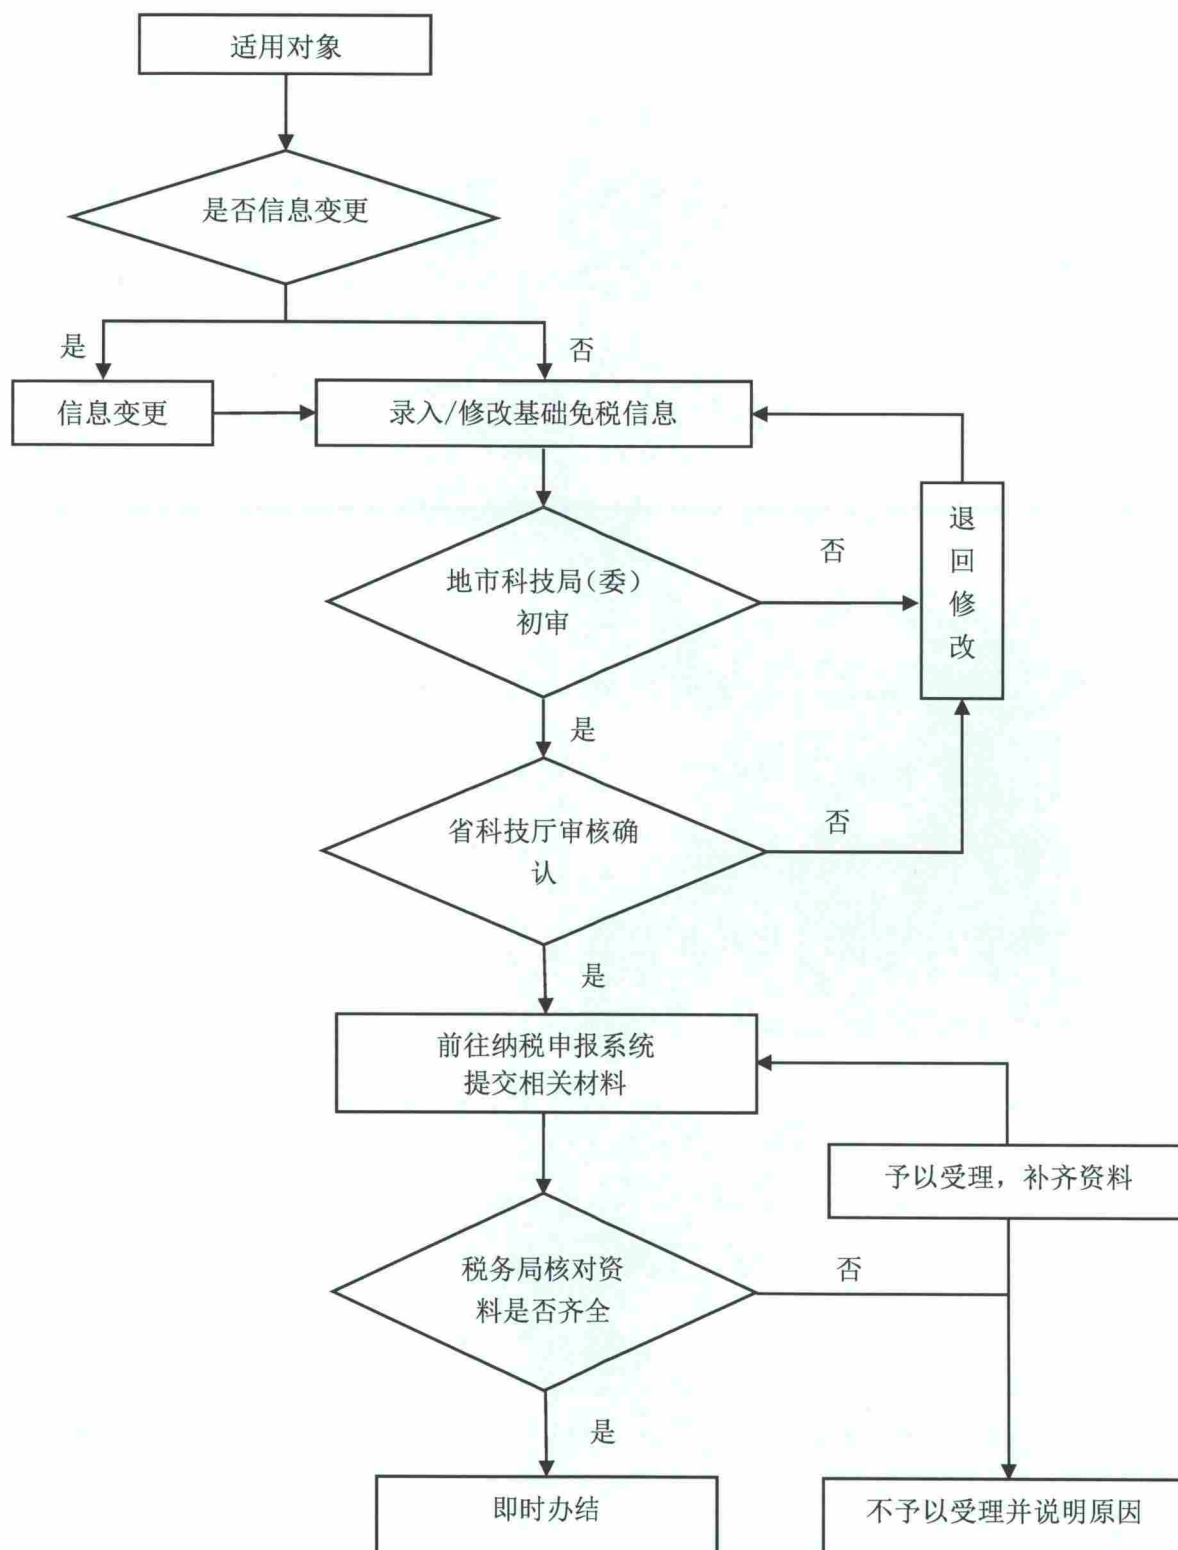 适用对象
是否信息变更
是
否
信息变更
录入/修改基础免税信息
退
回
修
改
否
地市科技局(委)
初审
是
省科技厅审核确
认
否
是
前往纳税申报系统
提交相关材料
予以受理，补齐资料
税务局核对资
料是否齐全
否
是
即时办结
不予以受理并说明原因